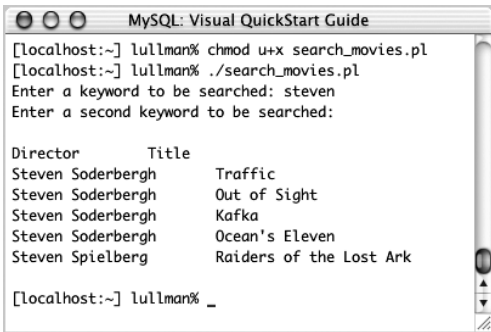 MySQL: Visual QuickStart Guide
[localhost:~] lullman% chmod u+x search_movies.pl
[localhost:~] lullman% ./search_movies.pl
Enter a keyword to be searched: steven
Enter a second keyword to be searched:
Director Title
Steven Soderbergh Traffic
Steven Soderbergh Out of Sight
Steven Soderbergh Kafka
Steven Soderbergh Ocean's Eleven
Steven Spielberg Raiders of the Lost Ark
[localhost:~] lullman% _